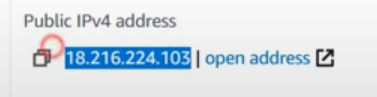 Public IPv4 address
18.216.224.103 | open address